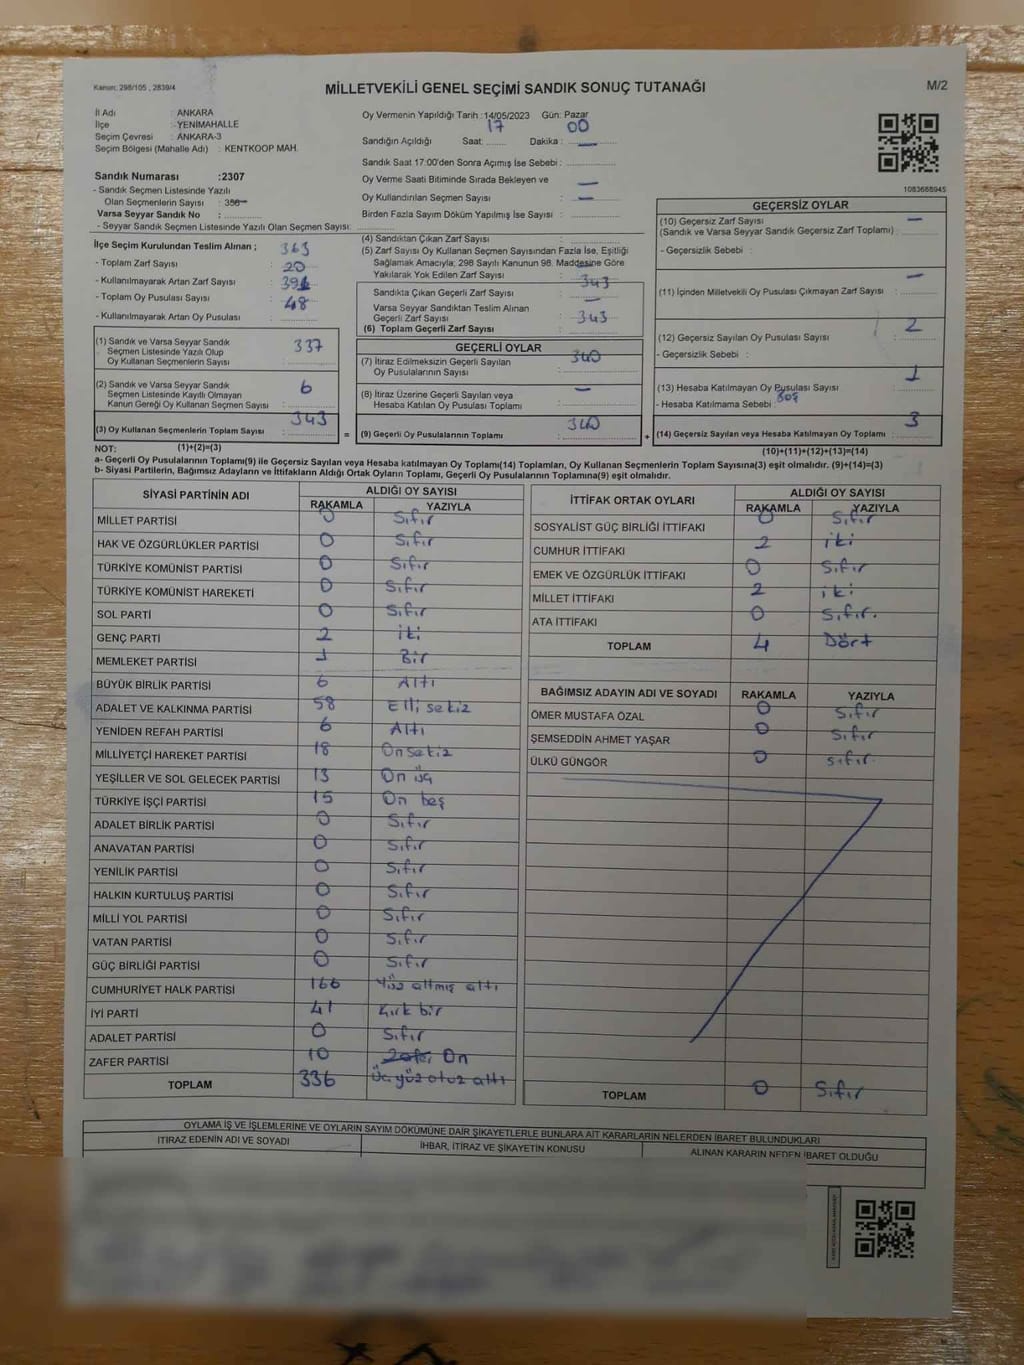 Kanun: 298/105 , 2839/4
MİLLETVEKİLİ GENEL SEÇİMİ SANDIK SONUÇ TUTANAĞI
M/2
İl Adı : ANKARA
İlçe : YENİMAHALLE
Seçim Çevresi : ANKARA-3
Seçim Bölgesi (Mahalle Adı) : KENTKOOP MAH.
Oy Vermenin Yapıldığı Tarih : 14/05/2023 Gün: Pazar
Sandığın Açıldığı Saat: 17 Dakika : 00
Sandık Saat 17:00'den Sonra Açımış İse Sebebi :
Oy Verme Saati Bitiminde Sırada Bekleyen ve
Oy Kullandırılan Seçmen Sayısı : —
Birden Fazla Sayım Döküm Yapılmış İse Sayısı :
1083668945
Sandık Numarası :2307
- Sandık Seçmen Listesinde Yazılı
Olan Seçmenlerin Sayısı :
Varsa Seyyar Sandık No :
- Seyyar Sandık Seçmen Listesinde Yazılı Olan Seçmen Sayısı:
İlçe Seçim Kurulundan Teslim Alınan ;
- Toplam Zarf Sayısı : 363
- Kullanılmayarak Artan Zarf Sayısı : 20
- Toplam Oy Pusulası Sayısı : 391
- Kullanılmayarak Artan Oy Pusulası : 48
(1) Sandık ve Varsa Seyyar Sandık
Seçmen Listesinde Yazılı Olup
Oy Kullanan Seçmenlerin Sayısı : 337
(2) Sandık ve Varsa Seyyar Sandık
Seçmen Listesinde Kayıtlı Olmayan
Kanun Gereği Oy Kullanan Seçmen Sayısı : 6
(3) Oy Kullanan Seçmenlerin Toplam Sayısı : 343
(4) Sandıktan Çıkan Zarf Sayısı :
(5) Zarf Sayısı Oy Kullanan Seçmen Sayısından Fazla İse, Eşitliği
Sağlamak Amacıyla; 298 Sayılı Kanunun 98. Maddesine Göre
Yakılarak Yok Edilen Zarf Sayısı : —
Sandıkta Çıkan Geçerli Zarf Sayısı : 343
Varsa Seyyar Sandıktan Teslim Alınan
Geçerli Zarf Sayısı : —
(6) Toplam Geçerli Zarf Sayısı : 343
GEÇERLİ OYLAR
(7) İtiraz Edilmeksizin Geçerli Sayılan
Oy Pusulalarının Sayısı : 340
(8) İtiraz Üzerine Geçerli Sayılan veya
Hesaba Katılan Oy Pusulası Toplamı : —
= (9) Geçerli Oy Pusulalarının Toplamı : 340
GEÇERSİZ OYLAR
(10) Geçersiz Zarf Sayısı : —
(Sandık ve Varsa Seyyar Sandık Geçersiz Zarf Toplamı)
- Geçersizlik Sebebi :
(11) İçinden Milletvekili Oy Pusulası Çıkmayan Zarf Sayısı : —
(12) Geçersiz Sayılan Oy Pusulası Sayısı : 2
- Geçersizlik Sebebi :
(13) Hesaba Katılmayan Oy Pusulası Sayısı : 1
- Hesaba Katılmama Sebebi : Boş
+ (14) Geçersiz Sayılan veya Hesaba Katılmayan Oy Toplamı : 3
NOT: (1)+(2)=(3)
(10)+(11)+(12)+(13)=(14)
a- Geçerli Oy Pusulalarının Toplamı(9) ile Geçersiz Sayılan veya Hesaba katılmayan Oy Toplamı(14) Toplamları, Oy Kullanan Seçmenlerin Toplam Sayısına(3) eşit olmalıdır. (9)+(14)=(3)
b- Siyasi Partilerin, Bağımsız Adayların ve İttifakların Aldığı Oyların Toplamı, Geçerli Oy Pusulalarının Toplamına(9) eşit olmalıdır.
SİYASİ PARTİNİN ADI ALDIĞI OY SAYISI
RAKAMLA YAZIYLA
MİLLET PARTİSİ 0 Sıfır
HAK VE ÖZGÜRLÜKLER PARTİSİ 0 Sıfır
TÜRKİYE KOMÜNİST PARTİSİ 0 Sıfır
TÜRKİYE KOMÜNİST HAREKETİ 0 Sıfır
SOL PARTİ 0 Sıfır
GENÇ PARTİ 2 iki
MEMLEKET PARTİSİ 1 Bir
BÜYÜK BİRLİK PARTİSİ 6 Altı
ADALET VE KALKINMA PARTİSİ 58 Elli sekiz
YENİDEN REFAH PARTİSİ 6 Altı
MİLLİYETÇİ HAREKET PARTİSİ 18 Onsekiz
YEŞİLLER VE SOL GELECEK PARTİSİ 13 On üç
TÜRKİYE İŞÇİ PARTİSİ 15 On beş
ADALET BİRLİK PARTİSİ 0 Sıfır
ANAVATAN PARTİSİ 0 Sıfır
YENİLİK PARTİSİ 0 Sıfır
HALKIN KURTULUŞ PARTİSİ 0 Sıfır
MİLLİ YOL PARTİSİ 0 Sıfır
VATAN PARTİSİ 0 Sıfır
GÜÇ BİRLİĞİ PARTİSİ 0 Sıfır
CUMHURİYET HALK PARTİSİ 166 Yüz altmış altı
İYİ PARTİ 41 Kırk bir
ADALET PARTİSİ 0 Sıfır
ZAFER PARTİSİ 10 On
TOPLAM 336 Üç yüz otuz altı
İTTİFAK ORTAK OYLARI ALDIĞI OY SAYISI
RAKAMLA YAZIYLA
SOSYALİST GÜÇ BİRLİĞİ İTTİFAKI 0 Sıfır
CUMHUR İTTİFAKI 2 iki
EMEK VE ÖZGÜRLÜK İTTİFAKI 0 Sıfır
MİLLET İTTİFAKI 2 iki
ATA İTTİFAKI 0 Sıfır.
TOPLAM 4 Dört
BAĞIMSIZ ADAYIN ADI VE SOYADI RAKAMLA YAZIYLA
ÖMER MUSTAFA ÖZAL 0 Sıfır
ŞEMSEDDİN AHMET YAŞAR 0 Sıfır
ÜLKÜ GÜNGÖR 0 sıfır.
TOPLAM 0 Sıfır
OYLAMA İŞ VE İŞLEMLERİNE VE OYLARIN SAYIM DÖKÜMÜNE DAİR ŞİKAYETLERLE BUNLARA AİT KARARLARIN NELERDEN İBARET BULUNDUKLARI
İTİRAZ EDENİN ADI VE SOYADI İHBAR, İTİRAZ VE ŞİKAYETİN KONUSU ALINAN KARARIN NEDEN İBARET OLDUĞU